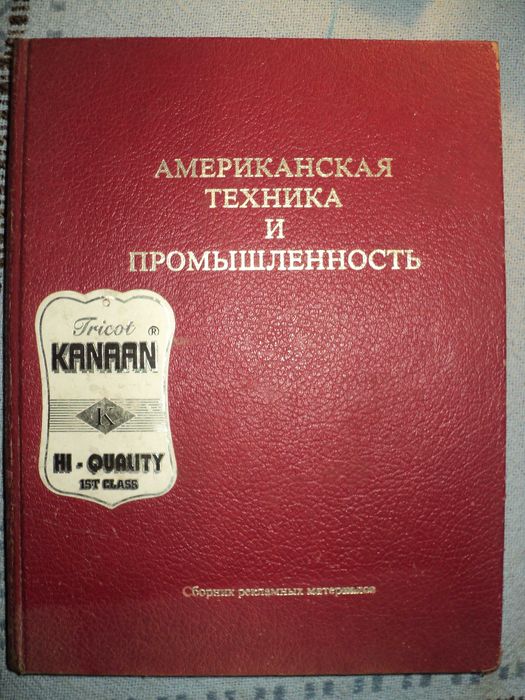 АМЕРИКАНСКАЯ
ТЕХНИКА
И
ПРОМЫШЛЕННОСТЬ
Tricot ®
KANAAN
K
HI - QUALITY
1ST CLASS
Сборник рекламных материалов